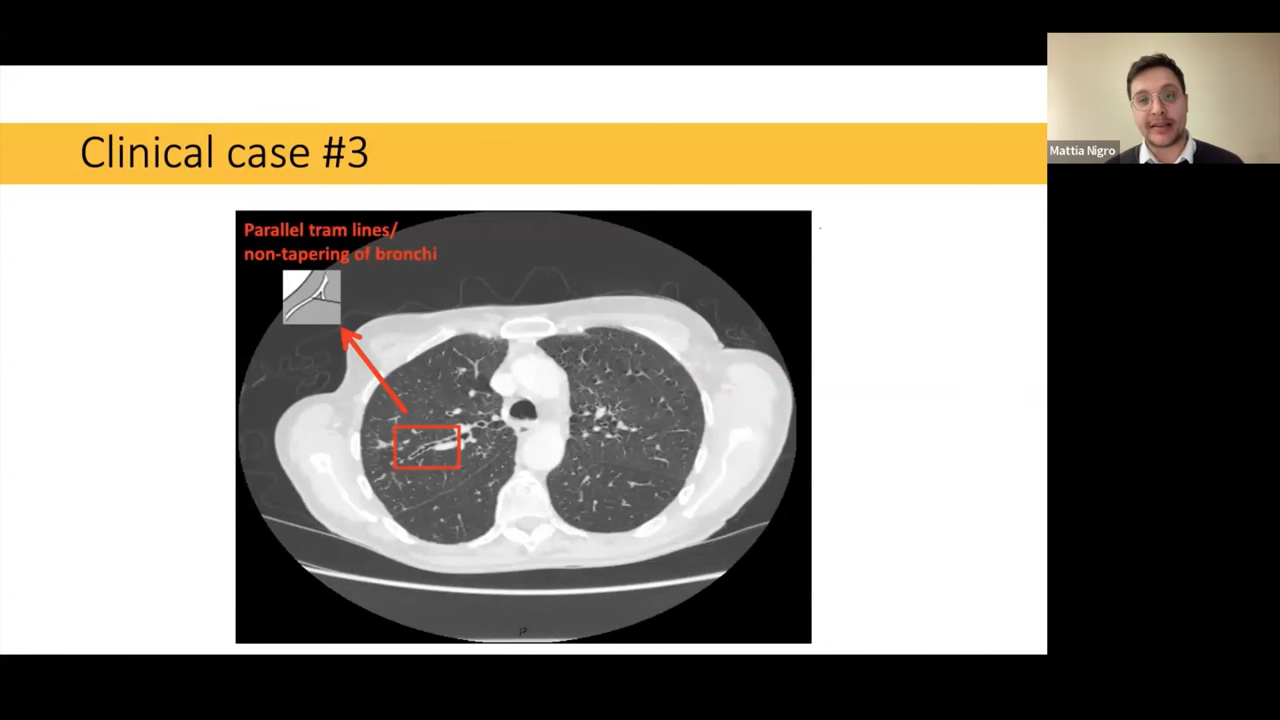 Clinical case #3
Parallel tram lines/
non-tapering of bronchi
P
Mattia Nigro